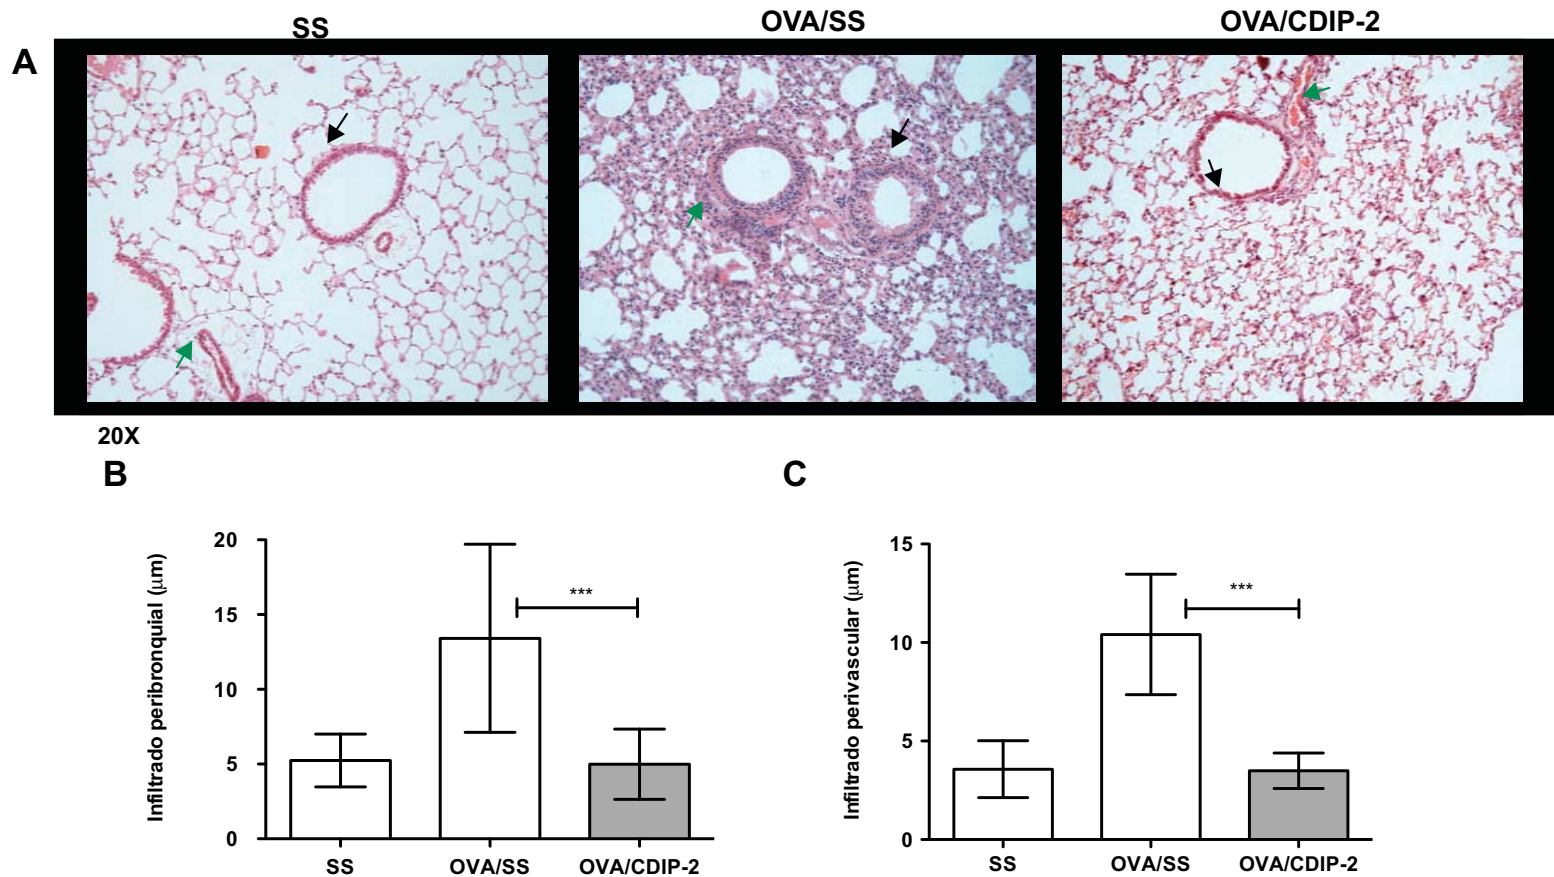 SS OVA/SS OVA/CDIP-2
A
20X
B C
Infiltrado peribronquial (μm)
20
15
10
5
0
***
SS OVA/SS OVA/CDIP-2
Infiltrado perivascular (μm)
15
10
5
0
***
SS OVA/SS OVA/CDIP-2